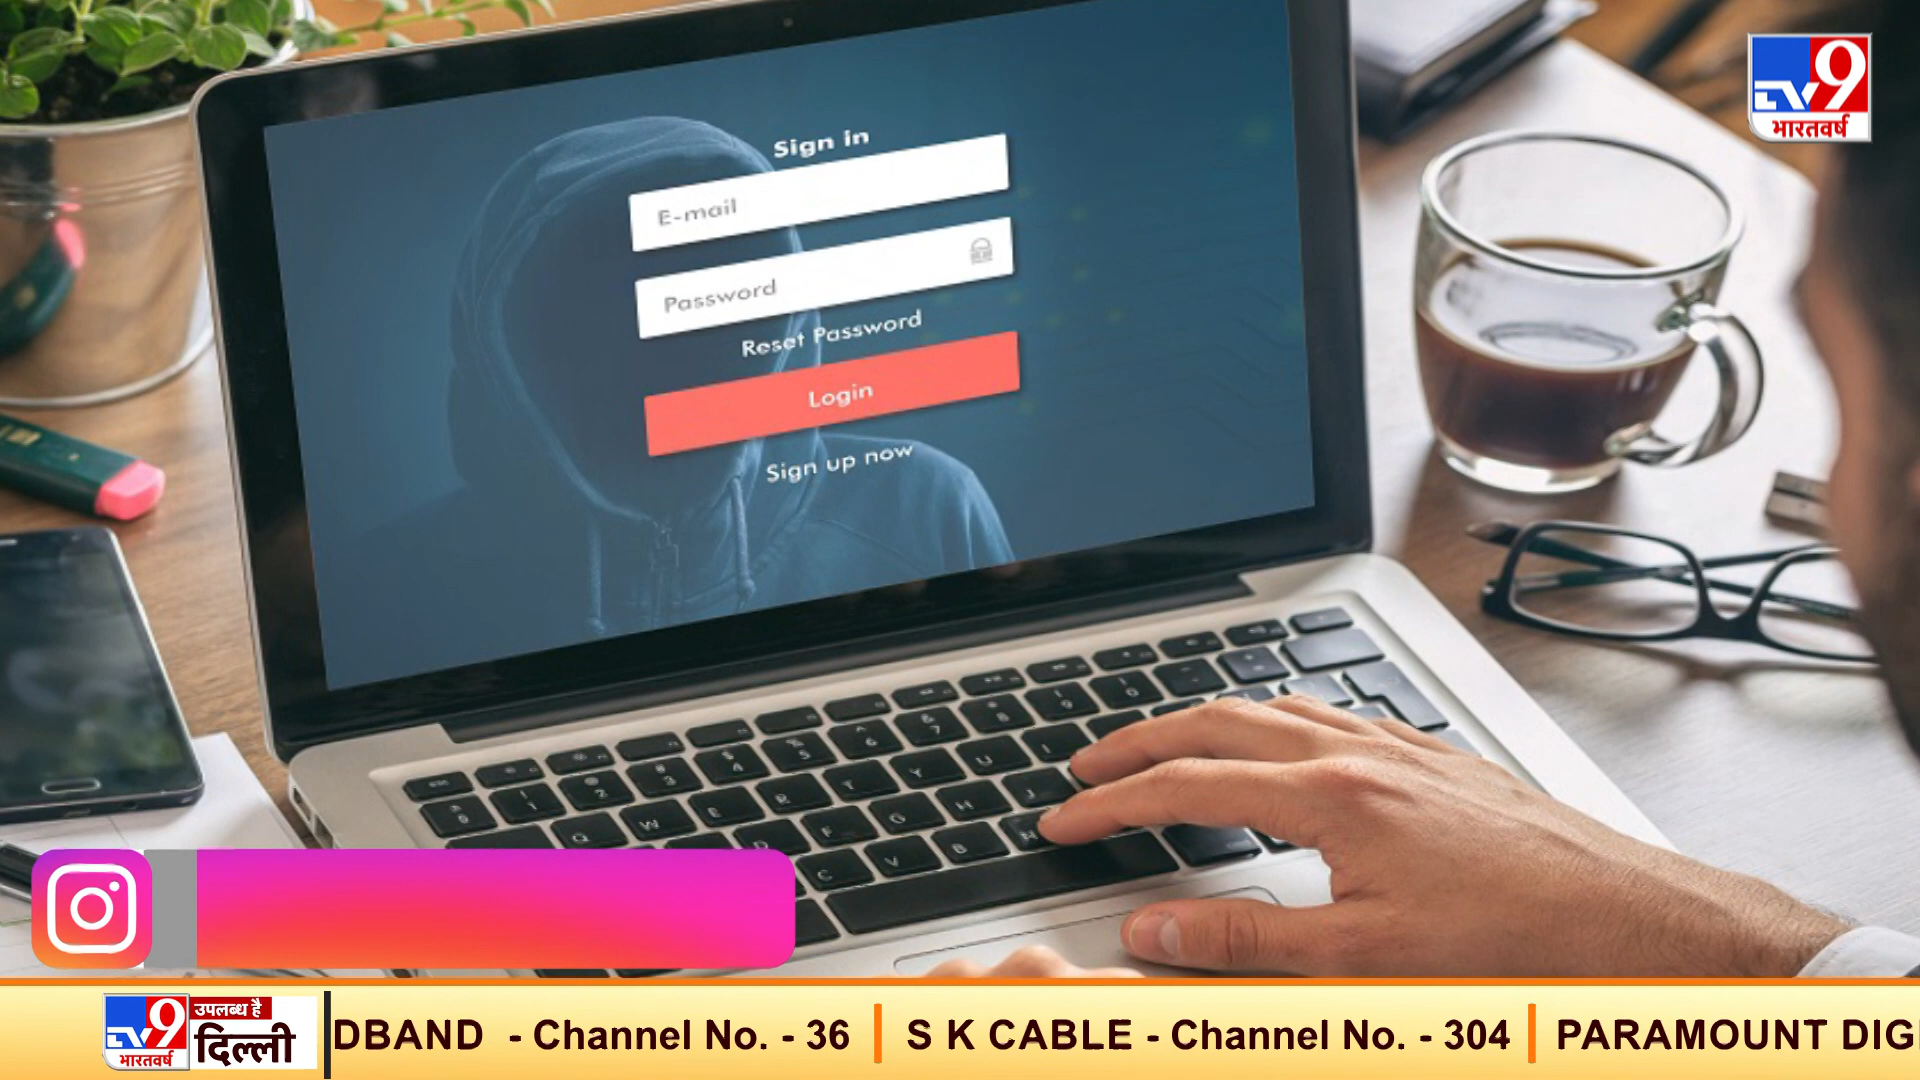 TV9
भारतवर्ष
Sign in
E-mail
Password
Reset Password
Login
Sign up now
TV9
भारतवर्ष
उपलब्ध है
दिल्ली
DBAND - Channel No. - 36 | S K CABLE - Channel No. - 304 | PARAMOUNT DIG